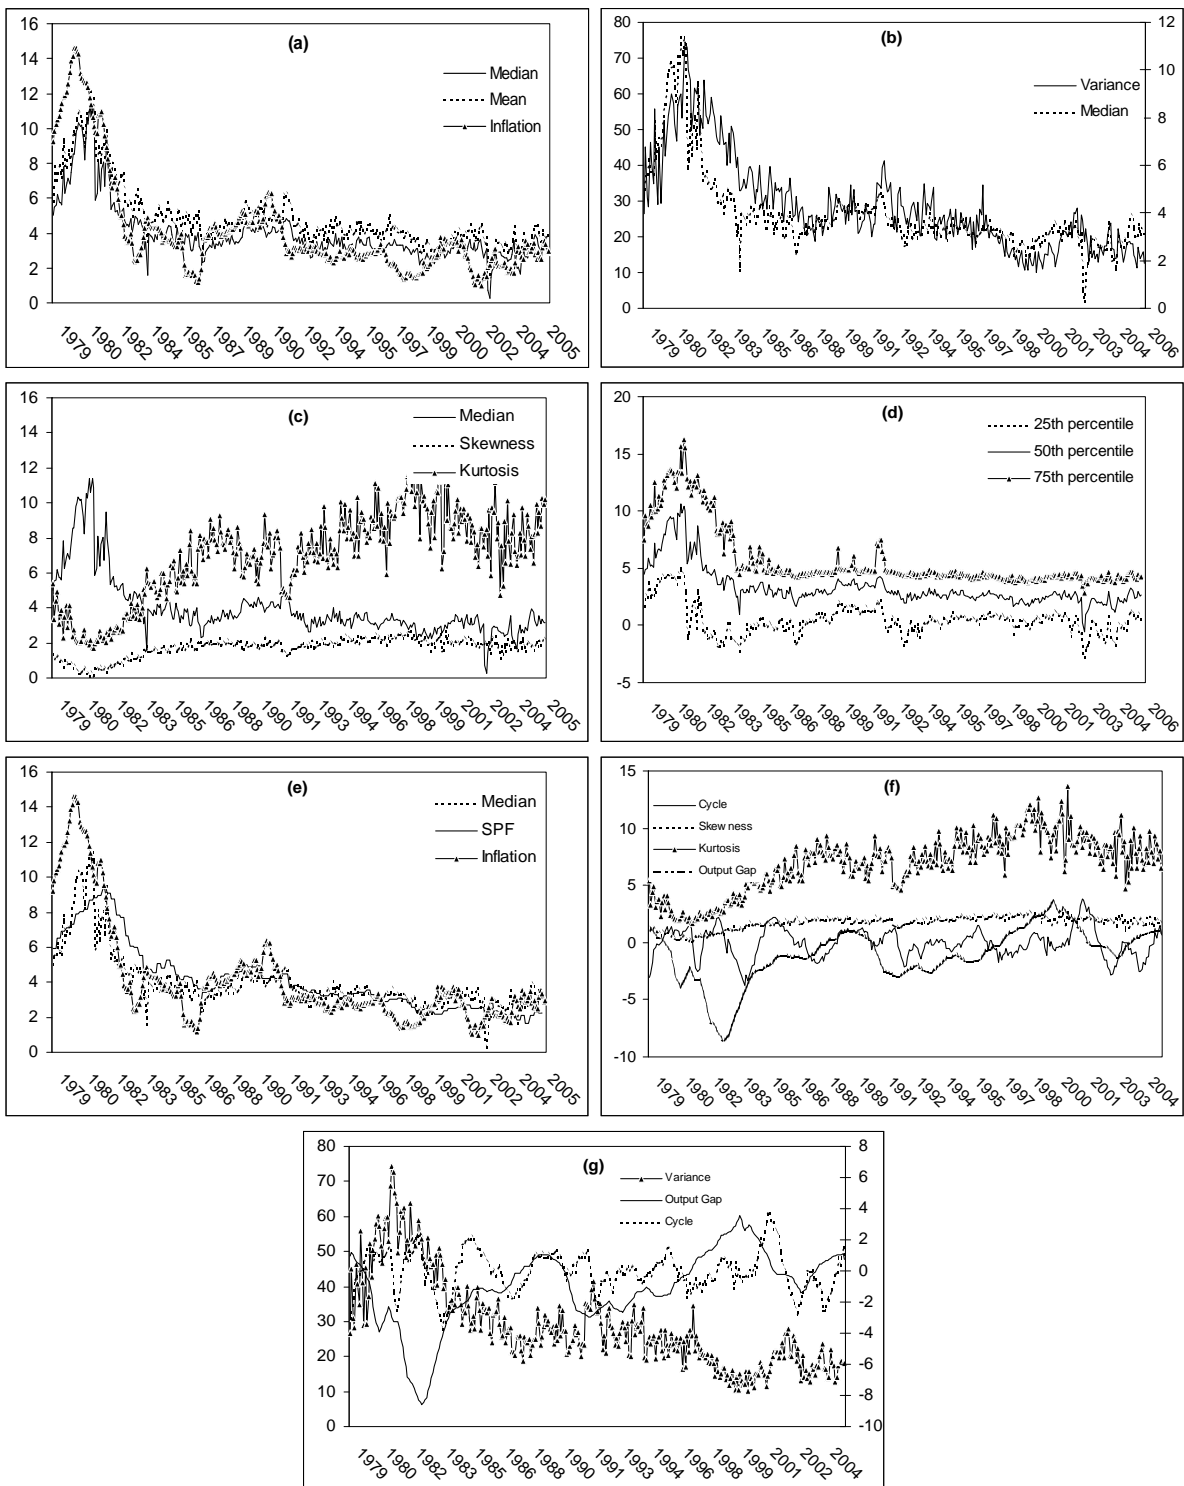 (a)
Median
Mean
Inflation
16
14
12
10
8
6
4
2
0
1979 1980 1982 1984 1985 1987 1989 1990 1992 1994 1995 1997 1999 2000 2002 2004 2005
(b)
Variance
Median
80
70
60
50
40
30
20
10
0
12
10
8
6
4
2
0
1979 1980 1982 1983 1985 1986 1988 1989 1991 1992 1994 1995 1997 1998 2000 2001 2003 2004 2006
(c)
Median
Skewness
Kurtosis
16
14
12
10
8
6
4
2
0
1979 1980 1982 1983 1985 1986 1988 1990 1991 1993 1994 1996 1998 1999 2001 2002 2004 2005
(d)
25th percentile
50th percentile
75th percentile
20
15
10
5
0
-5
1979 1980 1982 1983 1985 1986 1988 1989 1991 1992 1994 1995 1997 1998 2000 2001 2003 2004 2006
(e)
Median
SPF
Inflation
16
14
12
10
8
6
4
2
0
1979 1980 1982 1983 1985 1986 1988 1990 1991 1993 1994 1996 1998 1999 2001 2002 2004 2005
(f)
Cycle
Skew ness
Kurtosis
Output Gap
15
10
5
0
-5
-10
1979 1980 1982 1983 1985 1986 1988 1989 1991 1992 1994 1995 1997 1998 2000 2001 2003 2004
(g)
Variance
Output Gap
Cycle
80
70
60
50
40
30
20
10
0
8
6
4
2
0
-2
-4
-6
-8
-10
1979 1980 1982 1983 1985 1986 1988 1990 1991 1993 1994 1996 1998 1999 2001 2002 2004